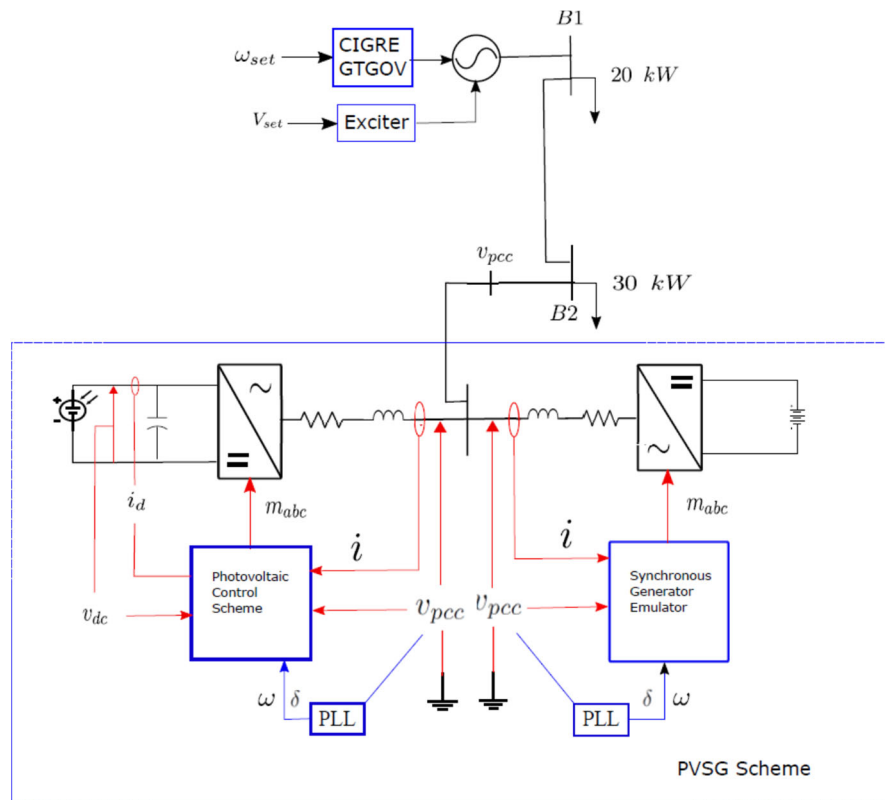 B1
CIGRE
GTGOV
ω_set
20 kW
V_set
Exciter
v_pcc
30 kW
B2
+
-
i_d
m_abc
m_abc
i
i
Photovoltaic
Control
Scheme
Synchronous
Generator
Emulator
v_dc
v_pcc
v_pcc
ω δ
δ ω
PLL
PLL
PVSG Scheme